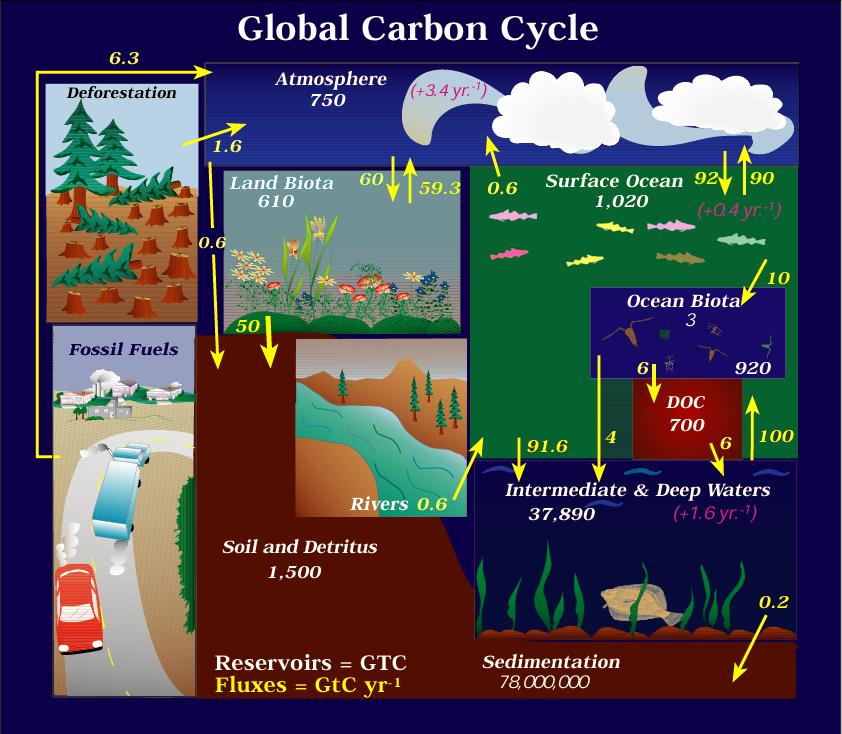 Global Carbon Cycle
6.3
Deforestation
Atmosphere
750
(+3.4 yr.-1)
1.6
60
59.3
0.6
Surface Ocean
1,020
92
90
(+0.4 yr.-1)
Land Biota
610
0.6
10
Ocean Biota
3
50
6
920
Fossil Fuels
DOC
700
91.6
4
6
100
Rivers 0.6
Intermediate & Deep Waters
37,890
(+1.6 yr.-1)
Soil and Detritus
1,500
0.2
Reservoirs = GTC
Fluxes = GtC yr-1
Sedimentation
78,000,000